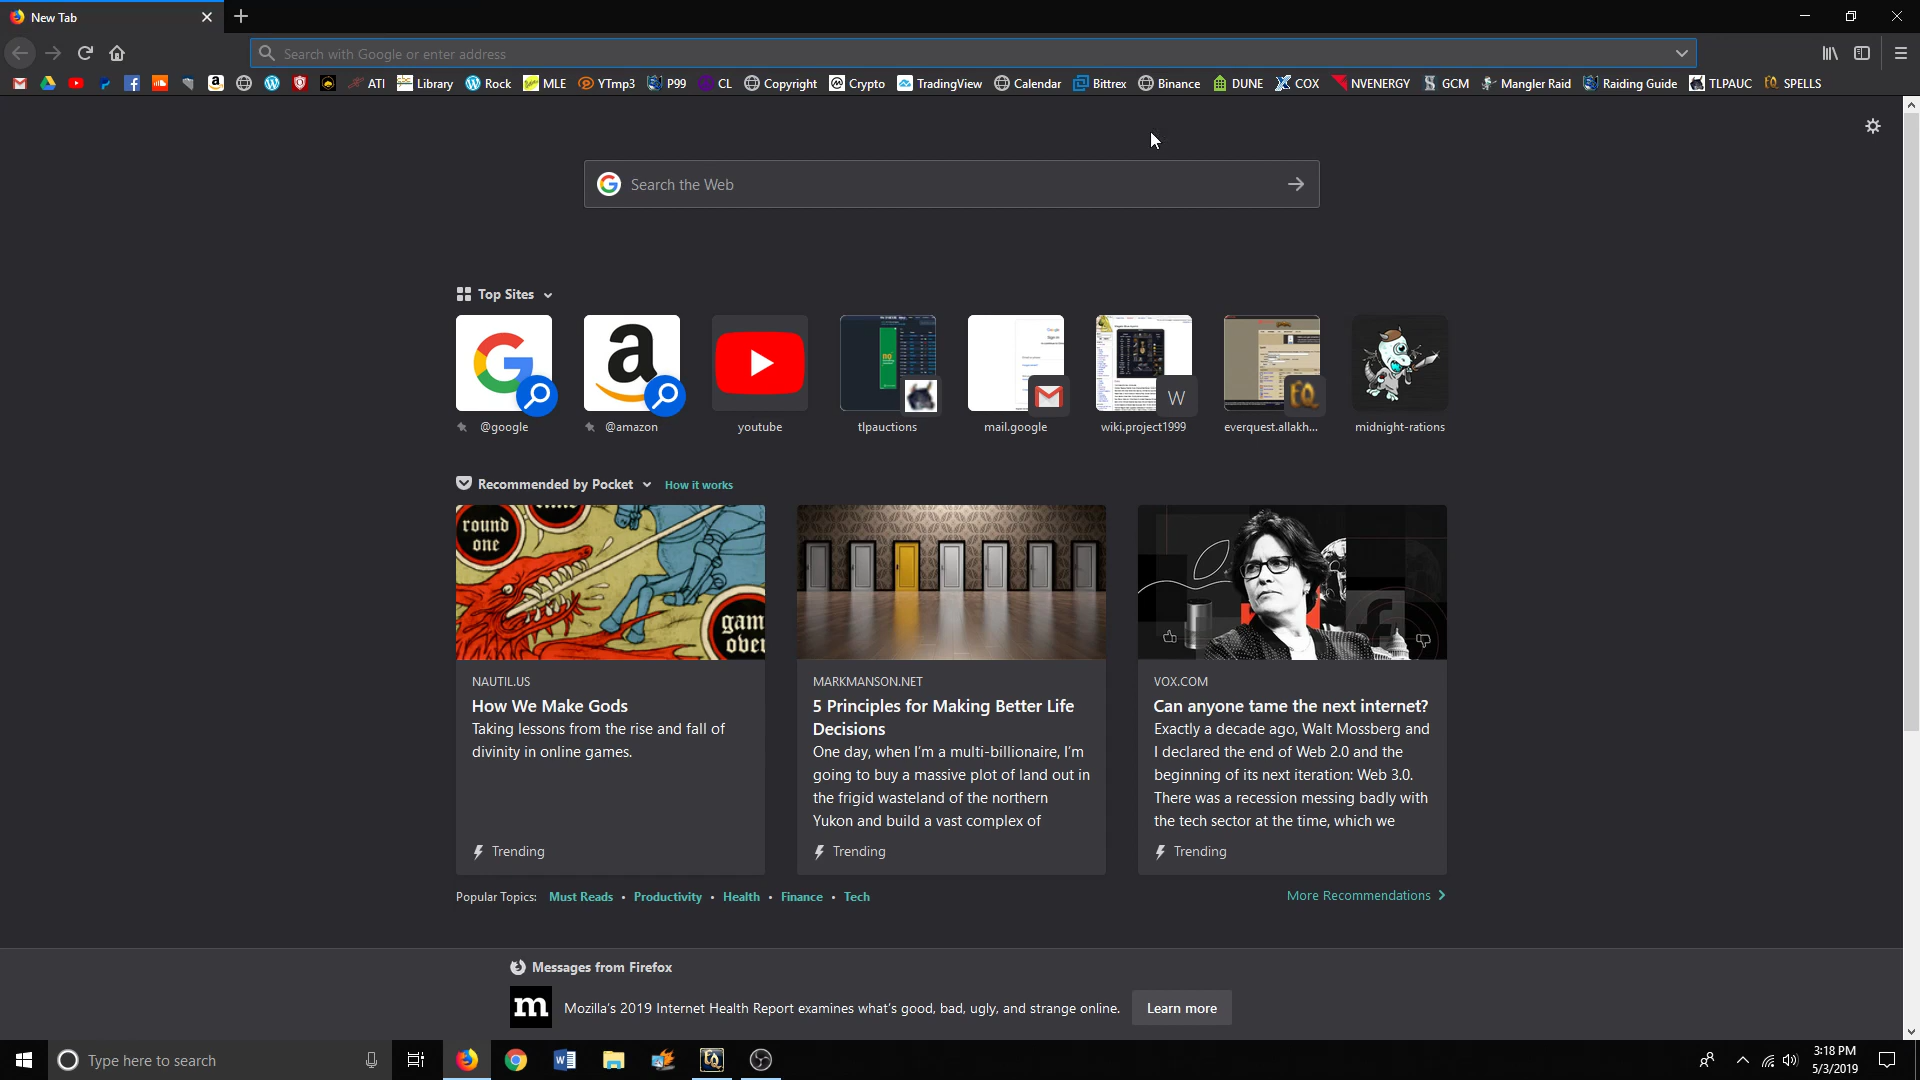 New Tab
Search with Google or enter address
ATI Library Rock MLE YTmp3 P99 CL Copyright Crypto TradingView Calendar Bittrex Binance DUNE COX NVENERGY GCM Mangler Raid Raiding Guide TLPAUC SPELLS
Search the Web
Top Sites
@google @amazon youtube tlpauctions mail.google wiki.project1999 everquest.allakh... midnight-rations
W
Recommended by Pocket How it works
round
one
game
over
NAUTIL.US
How We Make Gods
Taking lessons from the rise and fall of
divinity in online games.
Trending
MARKMANSON.NET
5 Principles for Making Better Life
Decisions
One day, when I'm a multi-billionaire, I'm
going to buy a massive plot of land out in
the frigid wasteland of the northern
Yukon and build a vast complex of
Trending
VOX.COM
Can anyone tame the next internet?
Exactly a decade ago, Walt Mossberg and
I declared the end of Web 2.0 and the
beginning of its next iteration: Web 3.0.
There was a recession messing badly with
the tech sector at the time, which we
Trending
Popular Topics: Must Reads • Productivity • Health • Finance • Tech
More Recommendations
Messages from Firefox
m Mozilla's 2019 Internet Health Report examines what's good, bad, ugly, and strange online. Learn more
Type here to search
3:18 PM
5/3/2019